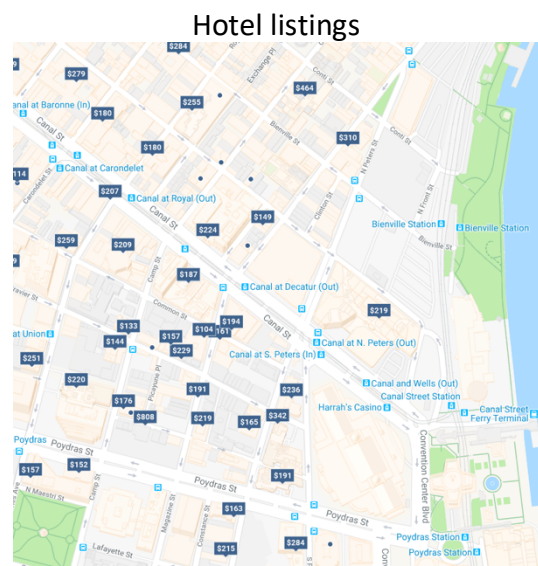 Hotel listings
$284
Exchange Pl
$279
Conti St
$464
$255
anal at Baronne (In)
$180
Canal St
Bienville St
$310
Conti St
$180
N Peters St
Canal at Carondelet
114
Carondelet St
$207
Canal at Royal (Out)
Clinton St
N Front St
Canal St
$149
Bienville Station
Bienville Station
$224
$259
$209
Bienville St
Camp St
$187
Canal at Decatur (Out)
ravier St
Common St
$219
$133
$194
$104
161
Canal St
at Union
$144
$157
Canal at N. Peters (Out)
$229
Canal at S. Peters (In)
$251
$220
Picayune Pl
$191
$236
Canal and Wells (Out)
Canal Street Station
$176
Harrah's Casino
Canal Street
Ferry Terminal
$808
$219
$342
$165
Poydras
Poydras St
Convention Center Blvd
$157
$152
$191
Poydras St
N Maestri St
Camp St
Magazine St
Constance St
$163
Poydras St
Poydras Station
Lafayette St
$215
$284
Poydras Station